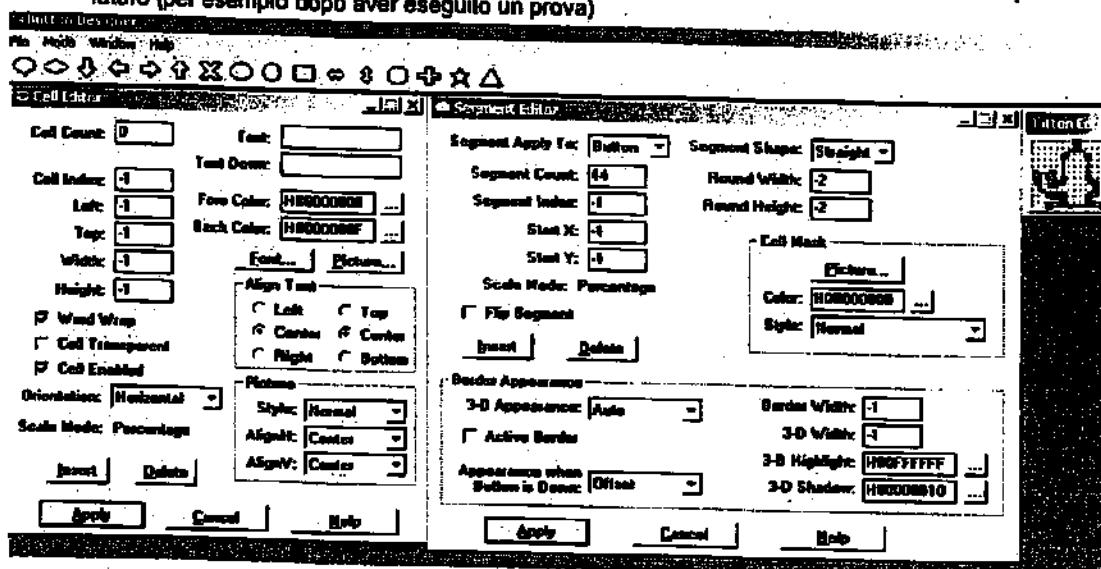 futuro (per esempio dopo aver eseguito un prova)
Button Designer
File Mode Window Help
Cell Editor
Cell Count: 0
Text:
Text Down:
Cell Index: -1
Left: -1
Fore Color: H80000008 ...
Top: -1
Back Color: H8000000F ...
Width: -1
Font... Picture...
Height: -1
Align Text
Left Top
Center Center
Right Bottom
Word Wrap
Cell Transparent
Cell Enabled
Orientation: Horizontal
Scale Mode: Percentage
Picture
Style: Normal
AlignH: Center
AlignV: Center
Insert Delete
Apply Cancel Help
Segment Editor
Segment Apply To: Button
Segment Shape: Straight
Segment Count: 44
Round Width: -2
Segment Index: -1
Round Height: -2
Start X: -1
Start Y: -1
Scale Mode: Percentage
Flip Segment
Insert Delete
Cell Mask
Picture...
Color: ...
Style: Normal
Border Appearance
3-D Appearance: Auto
Border Width: -1
Active Border
3-D Width: -1
3-D Highlight: H00FFFFFF ...
Appearance when
Button is Down: Offset
3-D Shadow: H80000010 ...
Apply Cancel Help